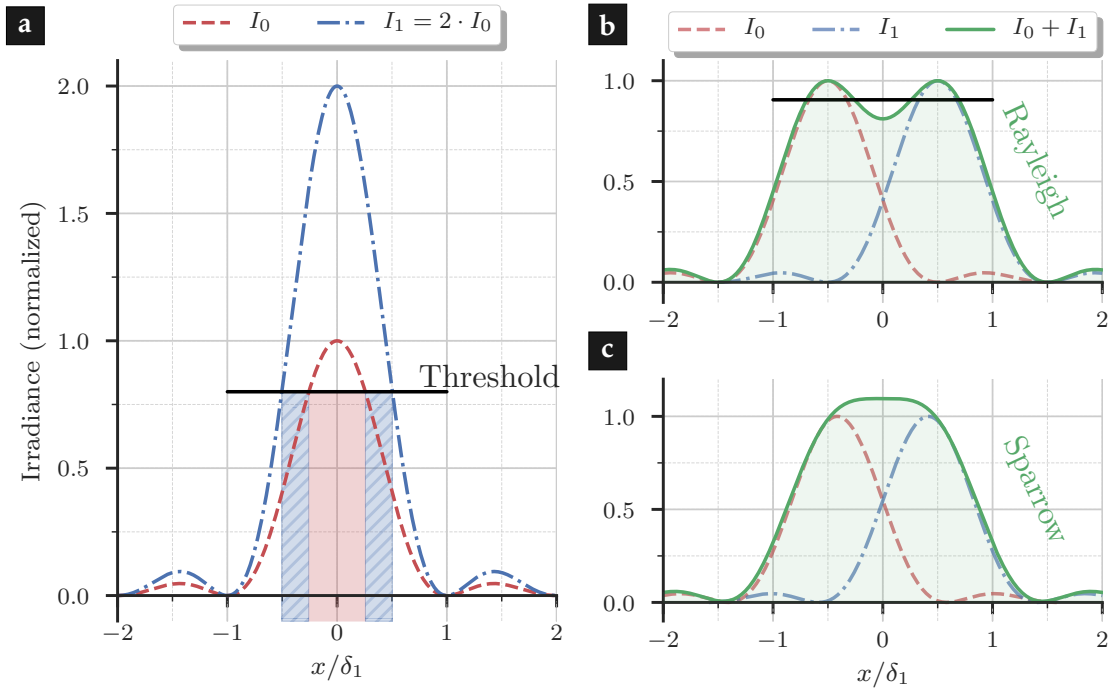 a
I₀ I₁ = 2 · I₀
2.0
1.5
1.0
0.5
0.0
Irradiance (normalized)
Threshold
−2 −1 0 1 2
x/δ₁
b
I₀ I₁ I₀ + I₁
1.0
0.5
0.0
Rayleigh
−2 −1 0 1 2
c
1.0
0.5
0.0
Sparrow
−2 −1 0 1 2
x/δ₁